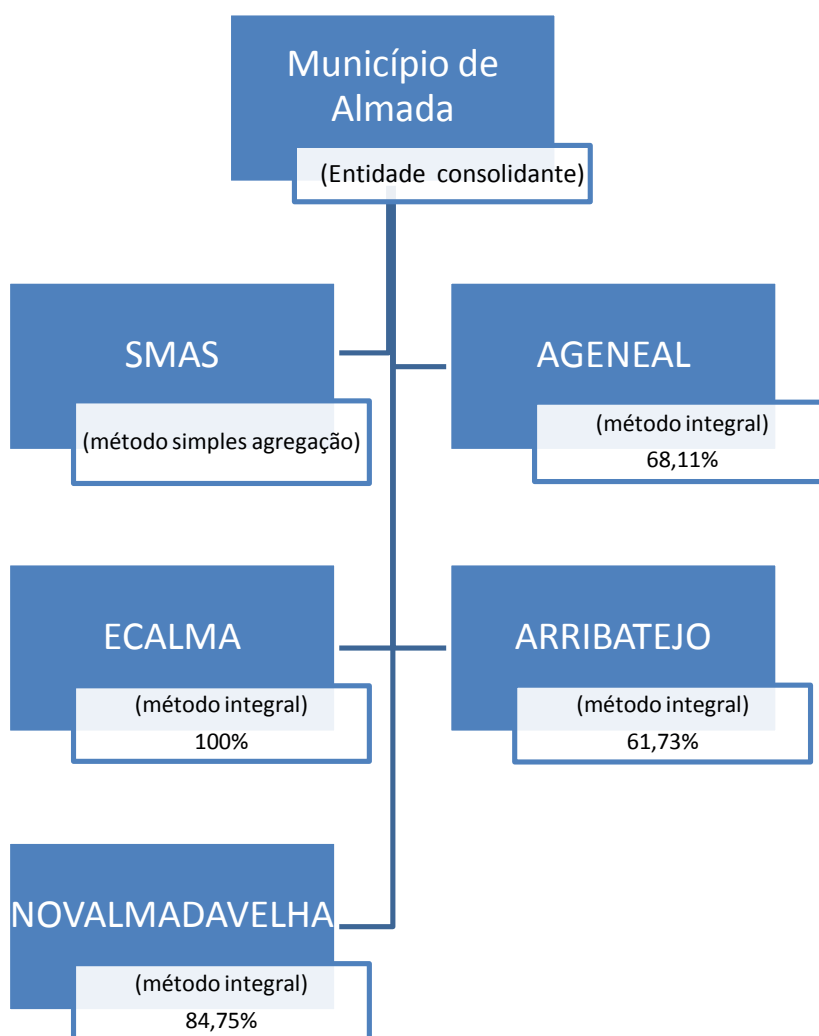 Município de
Almada
(Entidade consolidante)
SMAS
(método simples agregação)
AGENEAL
(método integral)
68,11%
ECALMA
(método integral)
100%
ARRIBATEJO
(método integral)
61,73%
NOVALMADAVELHA
(método integral)
84,75%